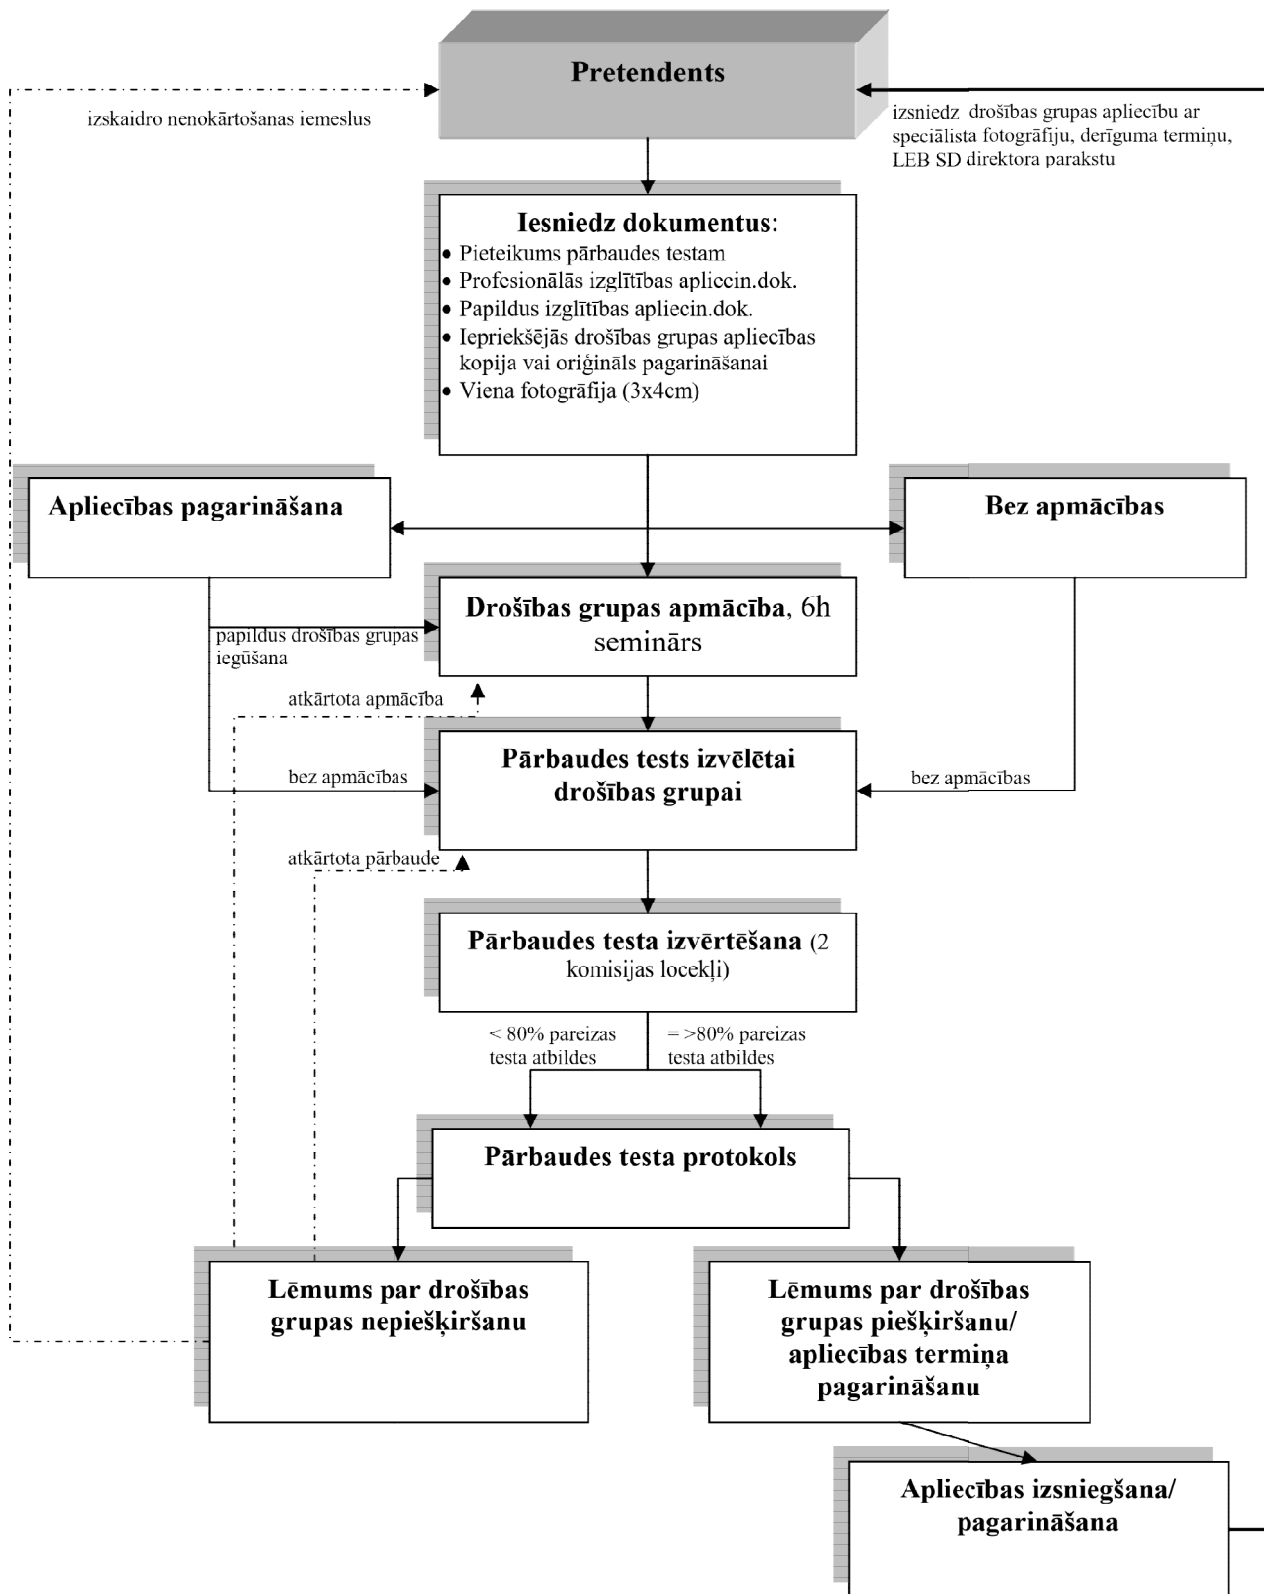 Pretendents
izskaidro nenokārtošanas iemeslus
izsniedz drošības grupas apliecību ar
speciālista fotogrāfiju, derīguma termiņu,
LEB SD direktora parakstu
Iesniedz dokumentus:
• Pieteikums pārbaudes testam
• Profesionālās izglītības apliecin.dok.
• Papildus izglītības apliecin.dok.
• Iepriekšējās drošības grupas apliecības
kopija vai oriģināls pagarināšanai
• Viena fotogrāfija (3x4cm)
Apliecības pagarināšana
Bez apmācības
Drošības grupas apmācība, 6h
seminārs
papildus drošības grupas
iegūšana
atkārtota apmācība
Pārbaudes tests izvēlētai
drošības grupai
bez apmācības
bez apmācības
atkārtota pārbaude
Pārbaudes testa izvērtēšana (2
komisijas locekļi)
< 80% pareizas
testa atbildes
= >80% pareizas
testa atbildes
Pārbaudes testa protokols
Lēmums par drošības
grupas nepiešķiršanu
Lēmums par drošības
grupas piešķiršanu/
apliecības termiņa
pagarināšanu
Apliecības izsniegšana/
pagarināšana